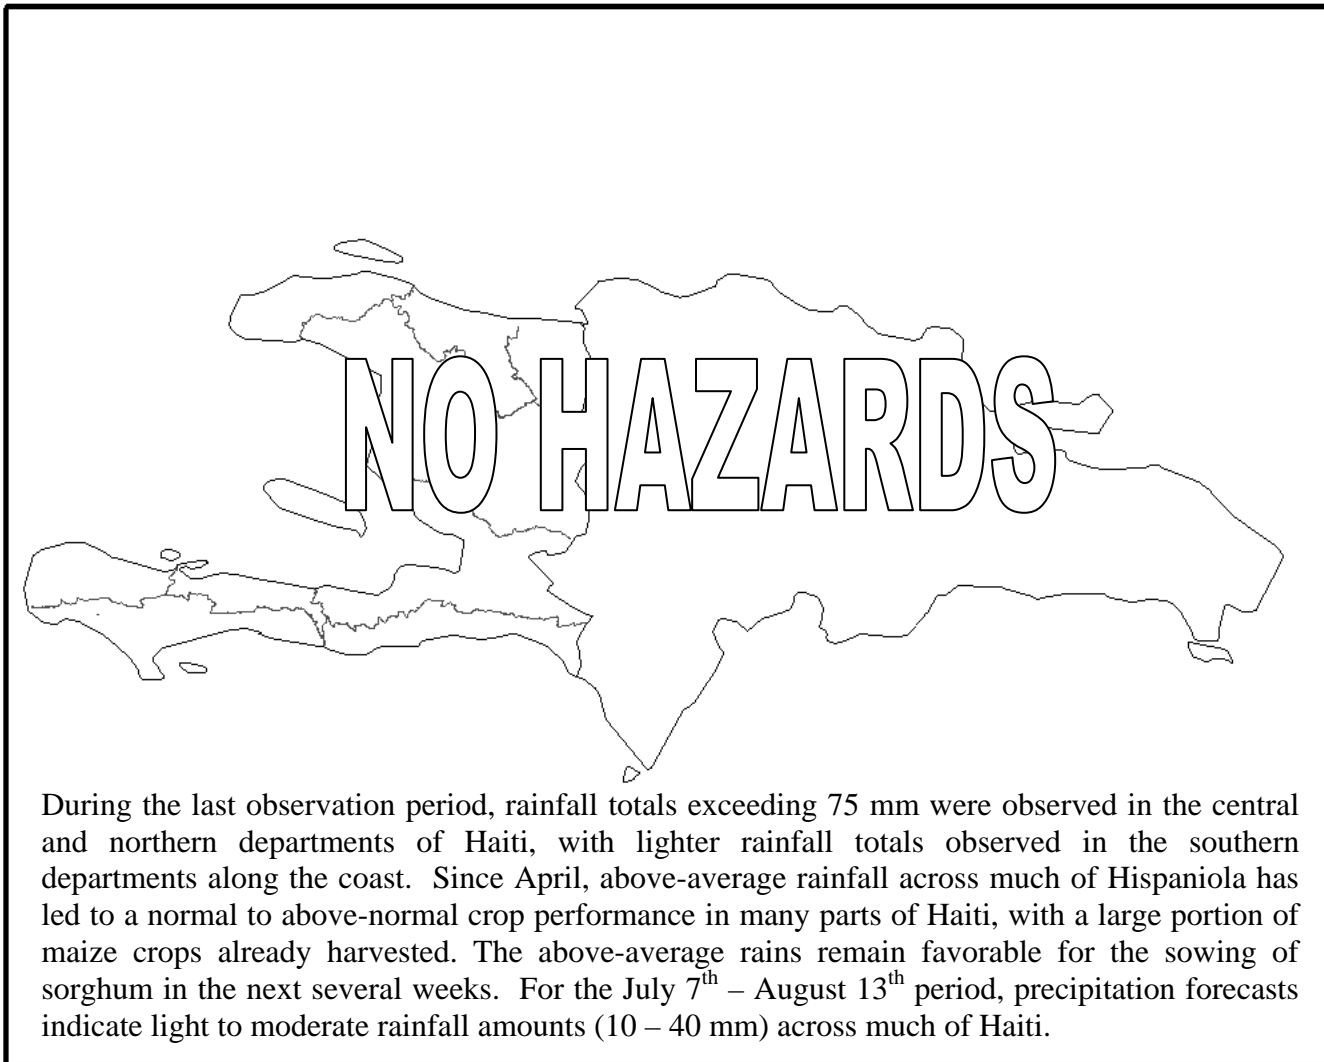 NO HAZARDS
During the last observation period, rainfall totals exceeding 75 mm were observed in the central
and northern departments of Haiti, with lighter rainfall totals observed in the southern
departments along the coast.  Since April, above-average rainfall across much of Hispaniola has
led to a normal to above-normal crop performance in many parts of Haiti, with a large portion of
maize crops already harvested. The above-average rains remain favorable for the sowing of
sorghum in the next several weeks.  For the July 7th – August 13th period, precipitation forecasts
indicate light to moderate rainfall amounts (10 – 40 mm) across much of Haiti.